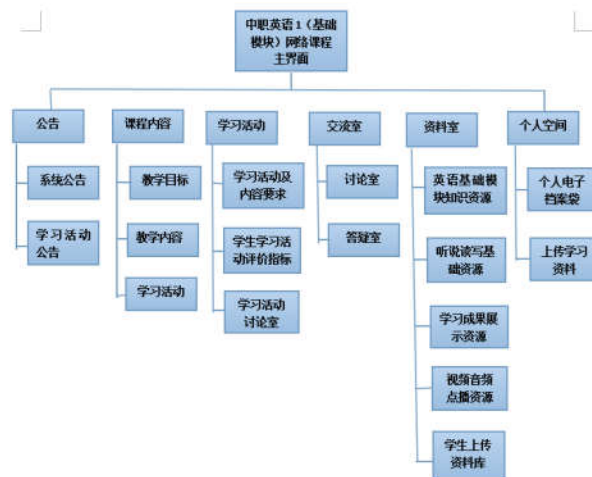 中职英语1（基础
模块）网络课程
主界面
公告
课程内容
学习活动
交流室
资料室
个人空间
系统公告
学习活动
公告
教学目标
教学内容
学习活动
学习活动及
内容要求
学生学习活
动评价指标
学习活动
讨论室
讨论室
答疑室
英语基础模
块知识资源
听说读写基
础资源
学习成果展
示资源
视频音频
点播资源
学生上传
资料库
个人电子
档案袋
上传学习
资料